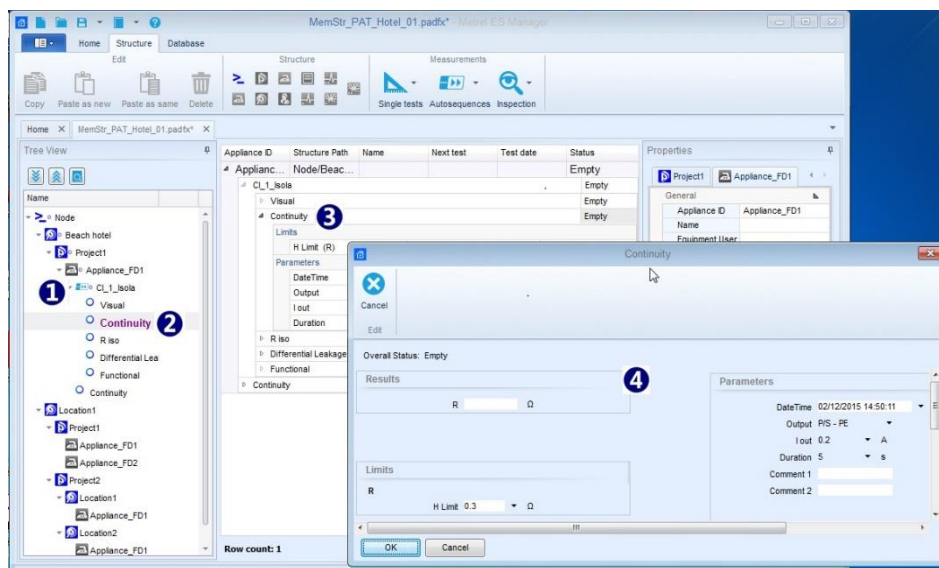 MemStr_PAT_Hotel_01.padfx* - Metrel ES Manager
Home Structure Database
Edit Structure Measurements
Copy Paste as new Paste as same Delete Single tests Autosequences Inspection
Home X MemStr_PAT_Hotel_01.padfx* X
Tree View
Name
Node
Beach hotel
Project1
Appliance_FD1
1 CI_1_Isola
Visual
Continuity 2
R iso
Differential Lea
Functional
Continuity
Location1
Project1
Appliance_FD1
Appliance_FD2
Project2
Location1
Appliance_FD1
Location2
Appliance_FD1
Appliance ID Structure Path Name Next test Test date Status
Applianc... Node/Beac... Empty
CI_1_Isola Empty
Visual Empty
Continuity 3 Empty
Limits
H Limit (R)
Parameters
DateTime
Output
I out
Duration
R iso
Differential Leakage
Functional
Continuity
Row count: 1
Properties
Project1 Appliance_FD1
General
Appliance ID Appliance_FD1
Name
Equipment User
Continuity
Cancel
Edit
Overall Status: Empty
Results 4
R Ω
Limits
R
H Limit 0.3 Ω
Parameters
DateTime 02/12/2015 14:50:11
Output P/S - PE
I out 0.2 A
Duration 5 s
Comment 1
Comment 2
OK Cancel